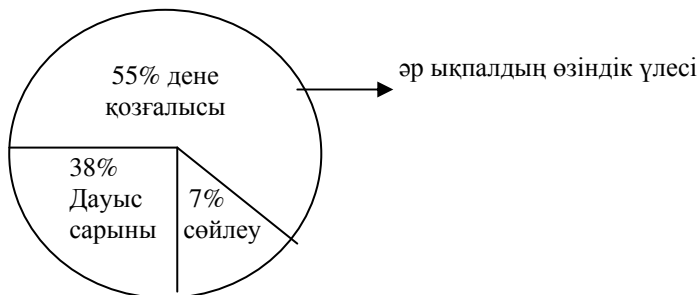 55% дене
қозғалысы
әр ықпалдың өзіндік үлесі
38%
Дауыс
сарыны
7%
сөйлеу